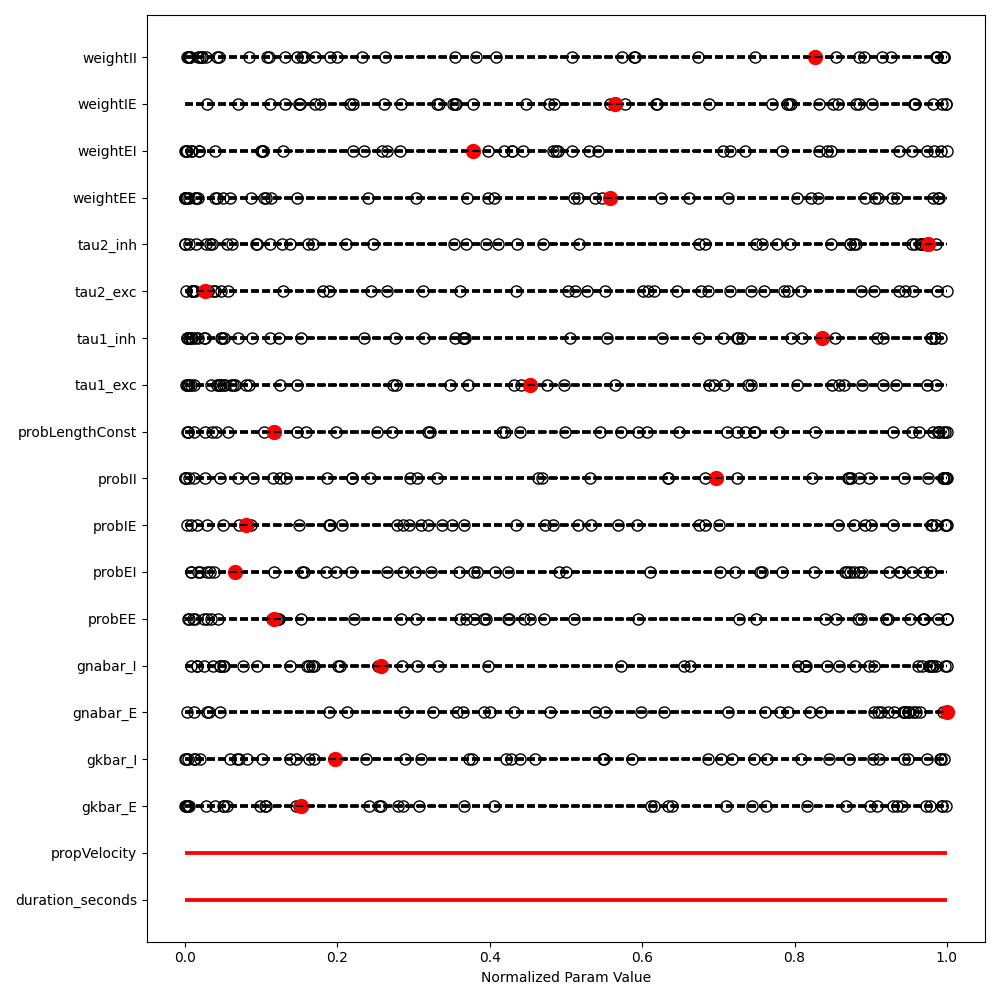 weightII
weightIE
weightEI
weightEE
tau2_inh
tau2_exc
tau1_inh
tau1_exc
probLengthConst
probII
probIE
probEI
probEE
gnabar_I
gnabar_E
gkbar_I
gkbar_E
propVelocity
duration_seconds
0.0 0.2 0.4 0.6 0.8 1.0
Normalized Param Value